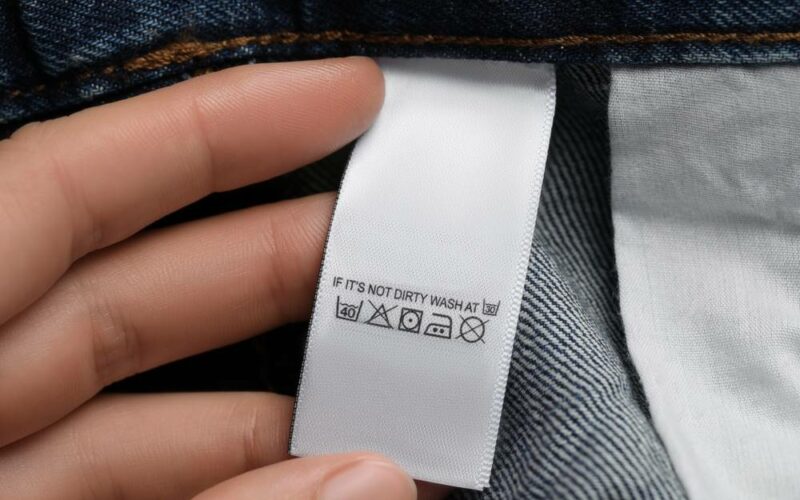 IF IT'S NOT DIRTY WASH AT 30
40